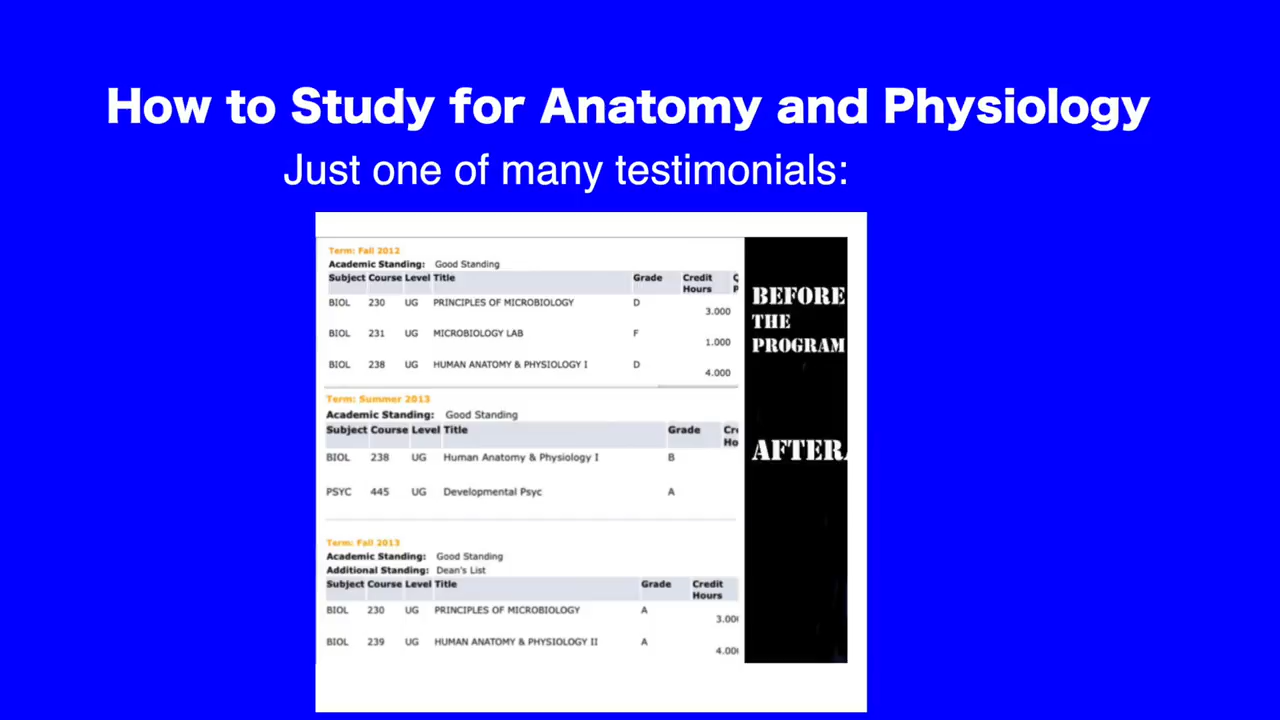 How to Study for Anatomy and Physiology
Just one of many testimonials:
Term: Fall 2012
Academic Standing: Good Standing
Subject Course Level Title Grade Credit Hours
BIOL 230 UG PRINCIPLES OF MICROBIOLOGY D 3.000
BIOL 231 UG MICROBIOLOGY LAB F 1.000
BIOL 238 UG HUMAN ANATOMY & PHYSIOLOGY I D 4.000
Term: Summer 2013
Academic Standing: Good Standing
Subject Course Level Title Grade
BIOL 238 UG Human Anatomy & Physiology I B
PSYC 445 UG Developmental Psyc A
Term: Fall 2013
Academic Standing: Good Standing
Additional Standing: Dean's List
Subject Course Level Title Grade Credit Hours
BIOL 230 UG PRINCIPLES OF MICROBIOLOGY A 3.00
BIOL 239 UG HUMAN ANATOMY & PHYSIOLOGY II A 4.00
BEFORE
THE
PROGRAM
AFTER